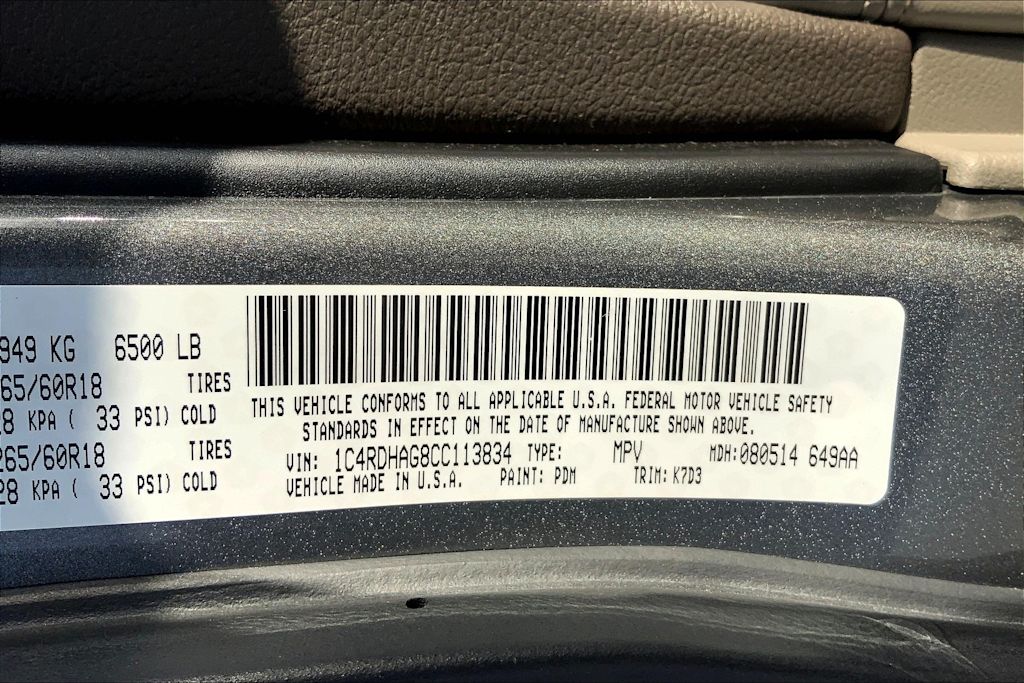 949 KG 6500 LB
65/60R18 TIRES
28 KPA ( 33 PSI) COLD
265/60R18 TIRES
28 KPA ( 33 PSI) COLD
THIS VEHICLE CONFORMS TO ALL APPLICABLE U.S.A. FEDERAL MOTOR VEHICLE SAFETY
STANDARDS IN EFFECT ON THE DATE OF MANUFACTURE SHOWN ABOVE.
VIN: 1C4RDHAG8CC113834 TYPE: MPV MDH:080514 649AA
VEHICLE MADE IN U.S.A. PAINT: PDM TRIM: K7D3